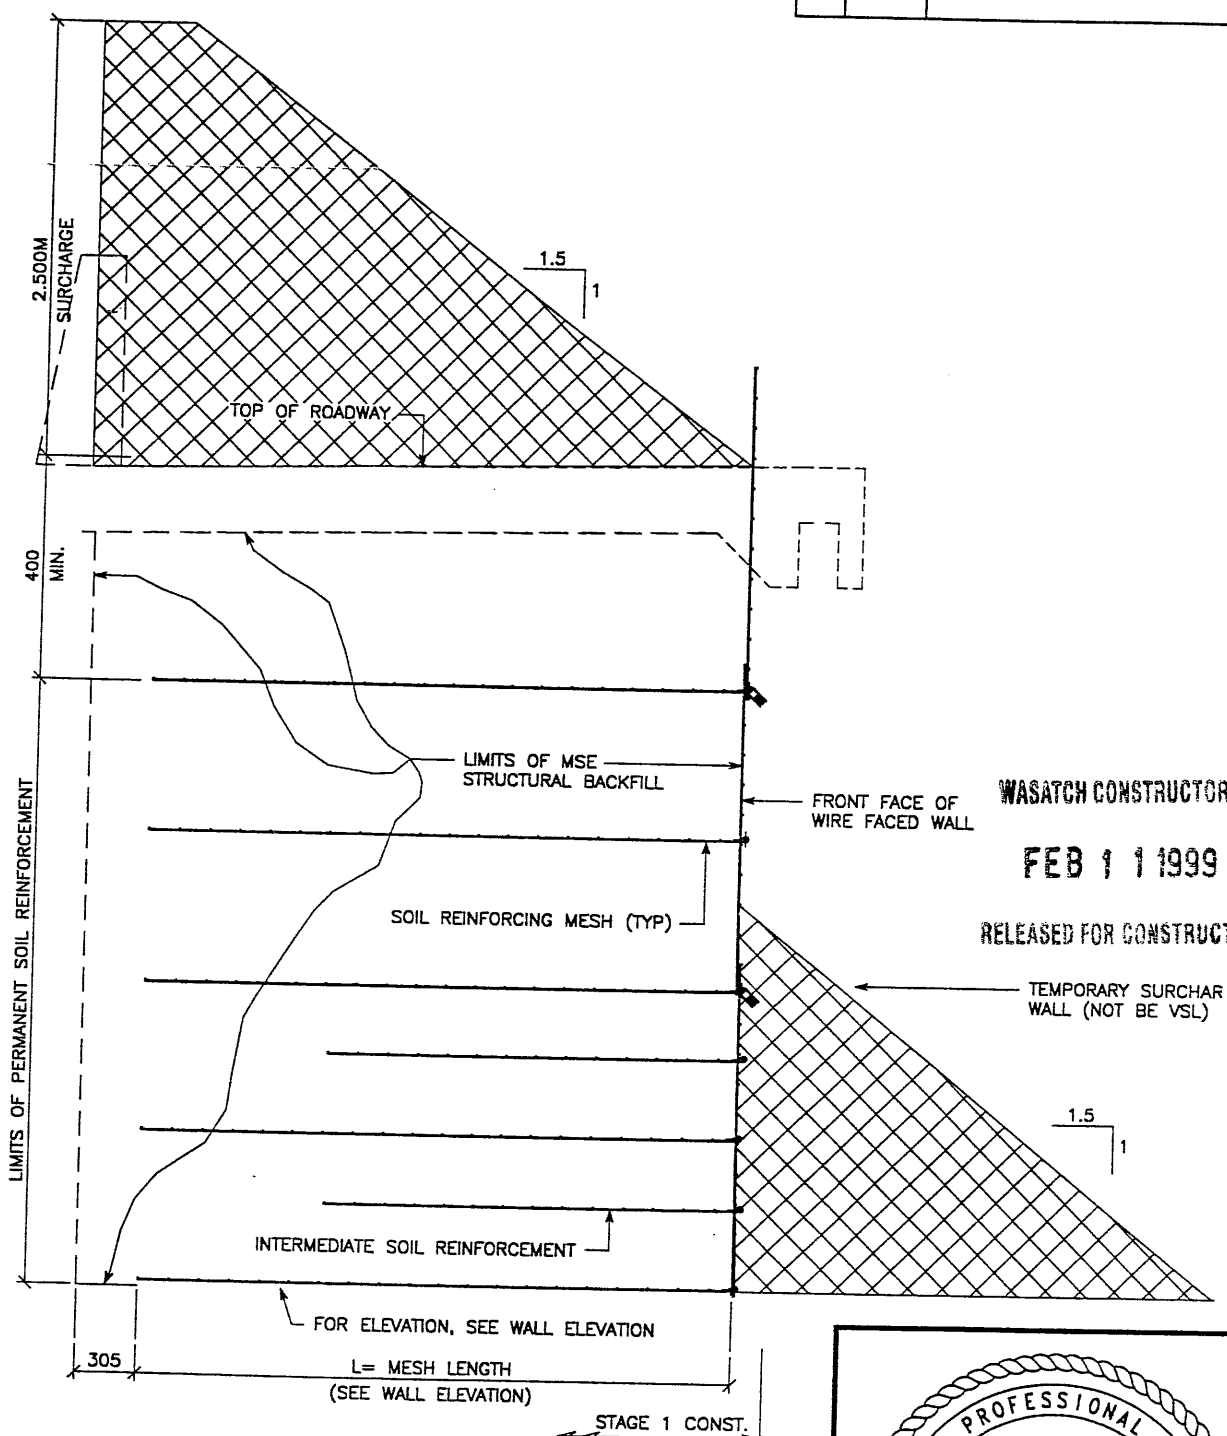 2.500M
SURCHARGE
1.5
1
TOP OF ROADWAY
400
MIN.
LIMITS OF MSE
STRUCTURAL BACKFILL
FRONT FACE OF
WIRE FACED WALL
WASATCH CONSTRUCTOR
FEB 1 1 1999
RELEASED FOR CONSTRUCT
SOIL REINFORCING MESH (TYP)
TEMPORARY SURCHAR
WALL (NOT BE VSL)
LIMITS OF PERMANENT SOIL REINFORCEMENT
1.5
1
INTERMEDIATE SOIL REINFORCEMENT
FOR ELEVATION, SEE WALL ELEVATION
305
L= MESH LENGTH
(SEE WALL ELEVATION)
STAGE 1 CONST.
PROFESSIONAL